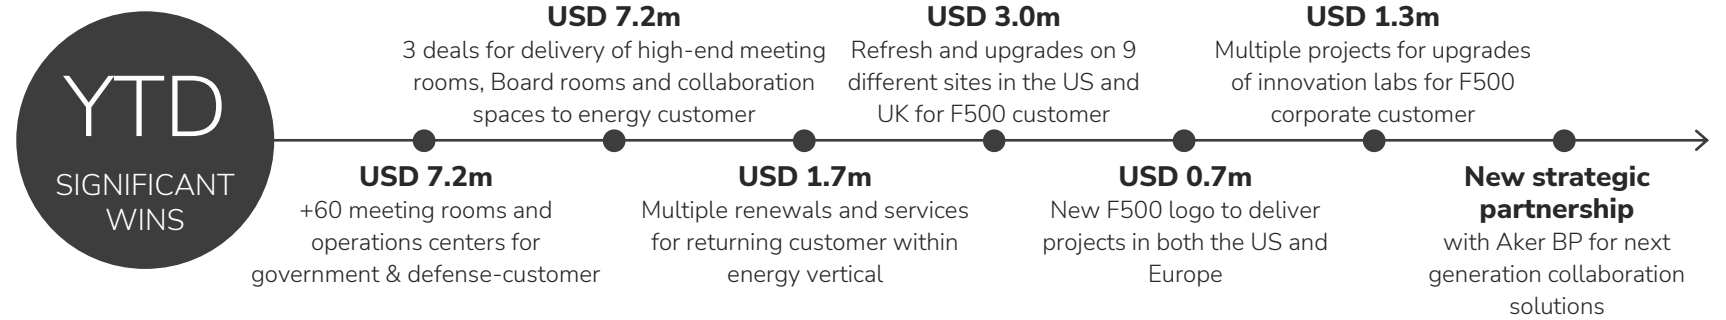 YTD
SIGNIFICANT
WINS
USD 7.2m
+60 meeting rooms and
operations centers for
government & defense-customer
USD 7.2m
3 deals for delivery of high-end meeting
rooms, Board rooms and collaboration
spaces to energy customer
USD 1.7m
Multiple renewals and services
for returning customer within
energy vertical
USD 3.0m
Refresh and upgrades on 9
different sites in the US and
UK for F500 customer
USD 0.7m
New F500 logo to deliver
projects in both the US and
Europe
USD 1.3m
Multiple projects for upgrades
of innovation labs for F500
corporate customer
New strategic
partnership
with Aker BP for next
generation collaboration
solutions